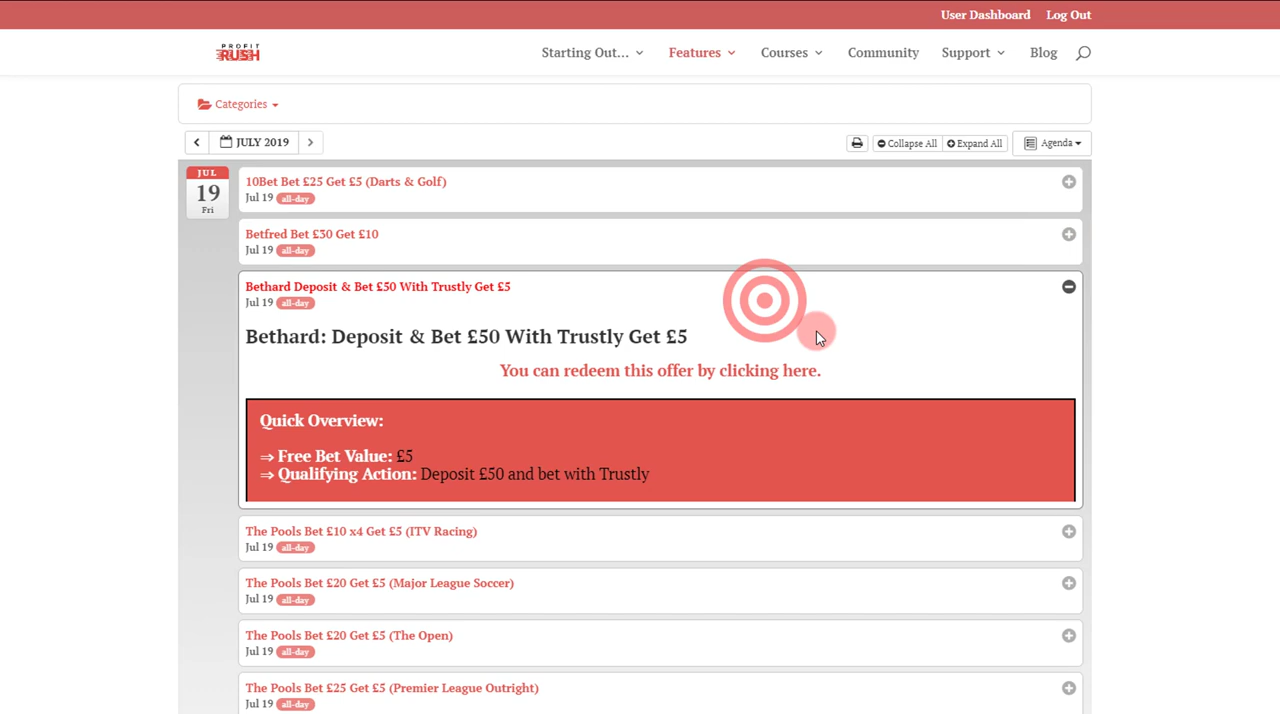 User Dashboard Log Out
PROFIT
RUSH
Starting Out... Features Courses Community Support Blog
Categories
JULY 2019
Collapse All Expand All Agenda
JUL
19
Fri
10Bet Bet £25 Get £5 (Darts & Golf)
Jul 19 all-day
Betfred Bet £30 Get £10
Jul 19 all-day
Bethard Deposit & Bet £50 With Trustly Get £5
Jul 19 all-day
Bethard: Deposit & Bet £50 With Trustly Get £5
You can redeem this offer by clicking here.
Quick Overview:
⇒ Free Bet Value: £5
⇒ Qualifying Action: Deposit £50 and bet with Trustly
The Pools Bet £10 x4 Get £5 (ITV Racing)
Jul 19 all-day
The Pools Bet £20 Get £5 (Major League Soccer)
Jul 19 all-day
The Pools Bet £20 Get £5 (The Open)
Jul 19 all-day
The Pools Bet £25 Get £5 (Premier League Outright)
Jul 19 all-day